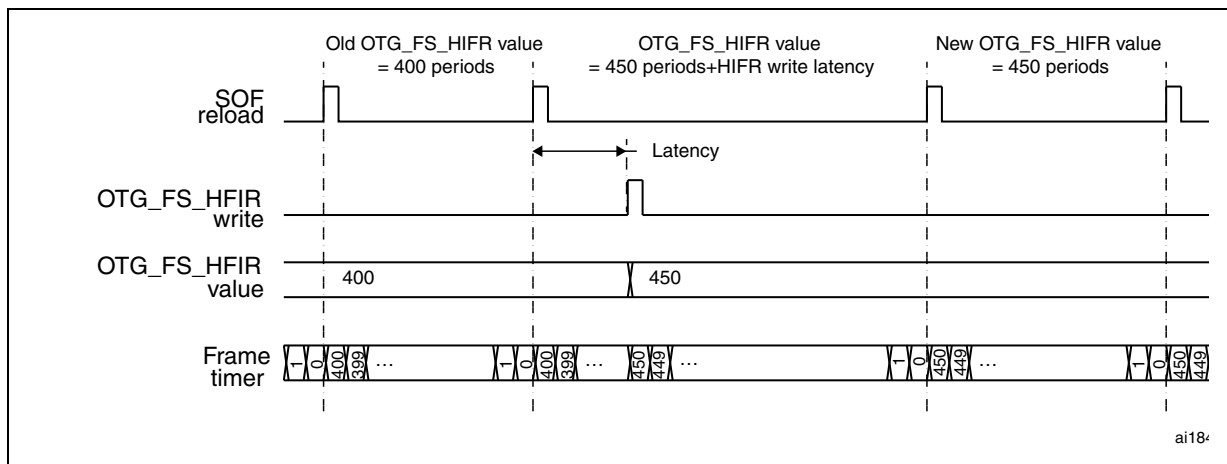 Old OTG_FS_HIFR value
= 400 periods
OTG_FS_HIFR value
= 450 periods+HIFR write latency
New OTG_FS_HIFR value
= 450 periods
SOF
reload
Latency
OTG_FS_HFIR
write
OTG_FS_HFIR
value
400
450
Frame
timer
1 0 400 399 ... 1 0 400 399 ... 450 449 ... 1 0 450 449 ... 1 0 450 449
ai184